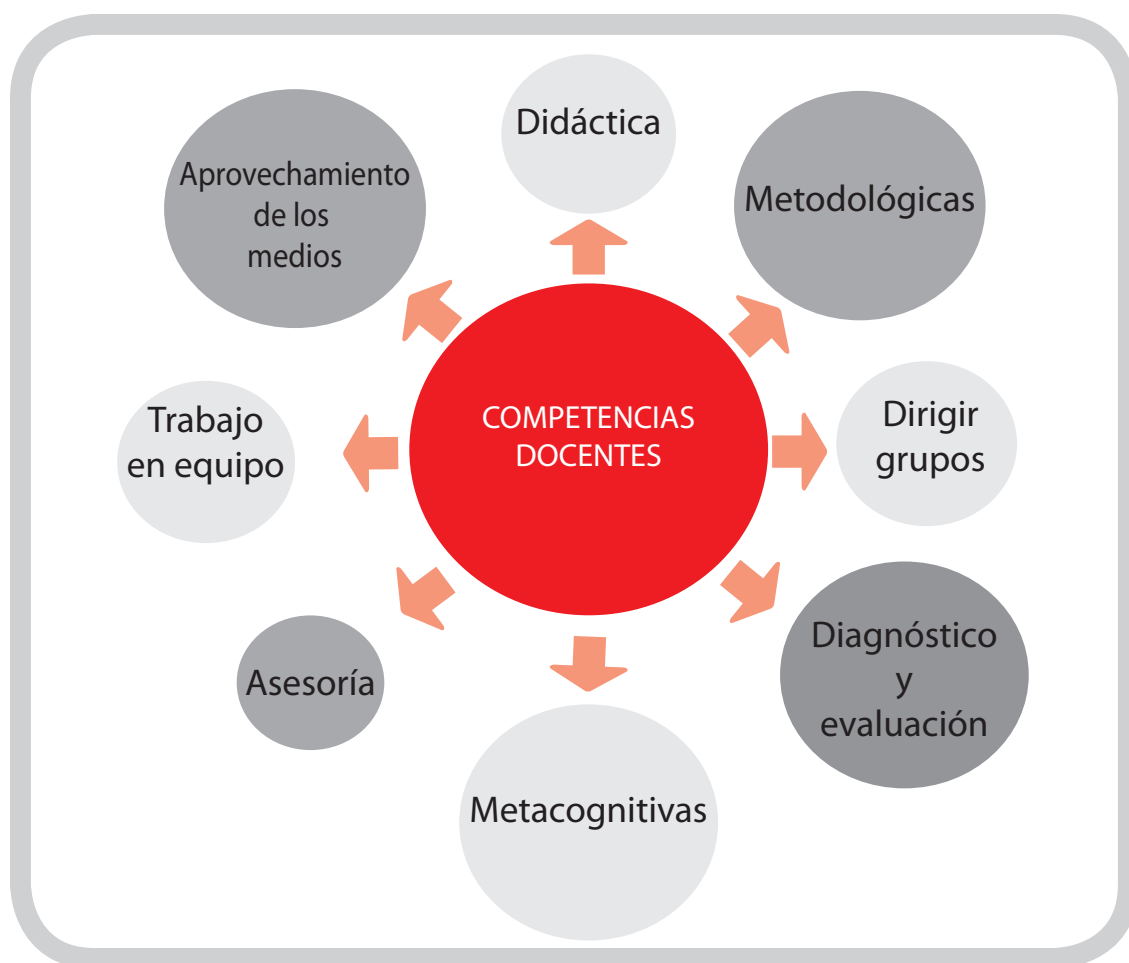 Didáctica
Aprovechamiento
de los
medios
Metodológicas
COMPETENCIAS
DOCENTES
Trabajo
en equipo
Dirigir
grupos
Asesoría
Diagnóstico
y
evaluación
Metacognitivas